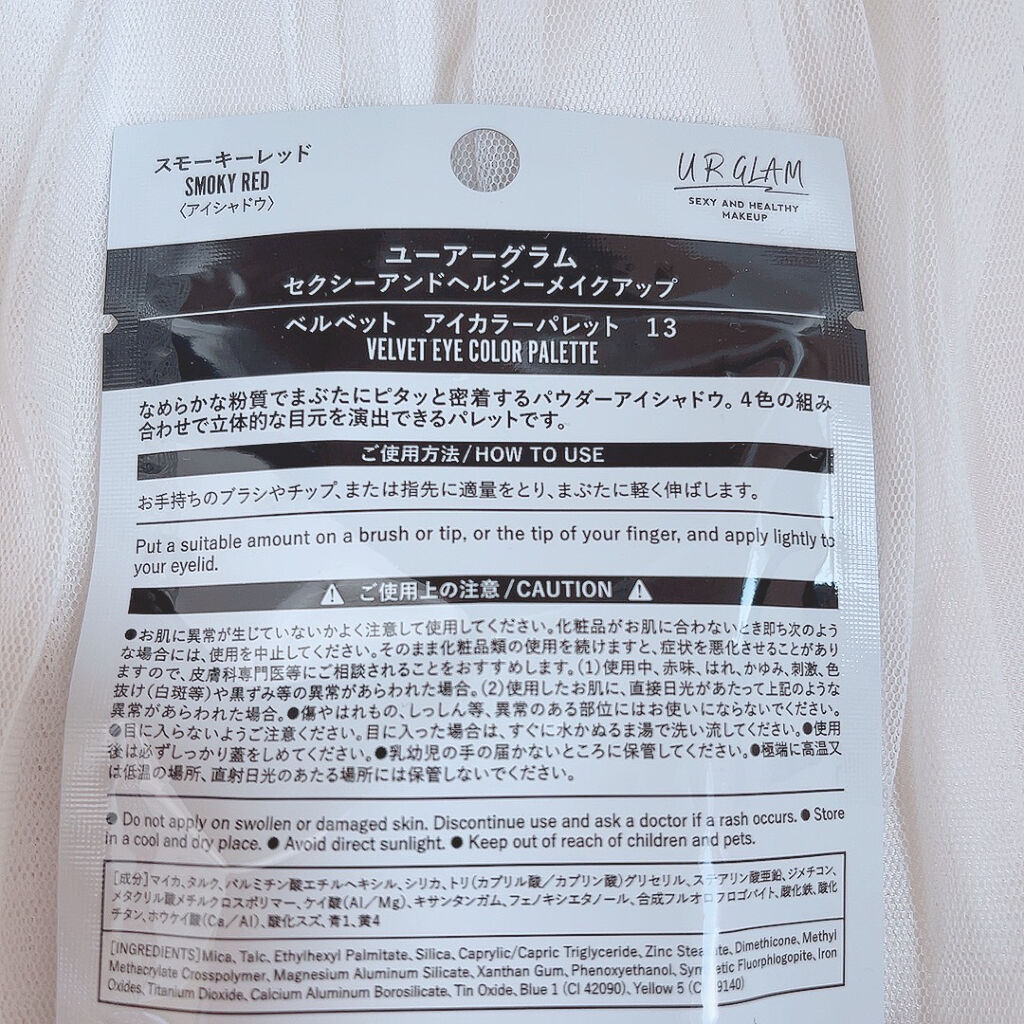 スモーキーレッド
SMOKY RED
〈アイシャドウ〉
UR GLAM
SEXY AND HEALTHY
MAKEUP
ユーアーグラム
セクシーアンドヘルシーメイクアップ
ベルベット アイカラーパレット 13
VELVET EYE COLOR PALETTE
なめらかな粉質でまぶたにピタッと密着するパウダーアイシャドウ。4色の組み
合わせで立体的な目元を演出できるパレットです。
ご使用方法/HOW TO USE
お手持ちのブラシやチップ、または指先に適量をとり、まぶたに軽く伸ばします。
Put a suitable amount on a brush or tip, or the tip of your finger, and apply lightly to
your eyelid.
⚠ ご使用上の注意/CAUTION ⚠
●お肌に異常が生じていないかよく注意して使用してください。化粧品がお肌に合わないとき即ち次のよう
な場合には、使用を中止してください。そのまま化粧品類の使用を続けますと、症状を悪化させることがあり
ますので、皮膚科専門医等にご相談されることをおすすめします。(1)使用中、赤味、はれ、かゆみ、刺激、色
抜け(白斑等)や黒ずみ等の異常があらわれた場合。(2)使用したお肌に、直接日光があたって上記のような
異常があらわれた場合。●傷やはれもの、しっしん等、異常のある部位にはお使いにならないでください。
●目に入らないようご注意ください。目に入った場合は、すぐに水かぬるま湯で洗い流してください。●使用
後は必ずしっかり蓋をしめてください。●乳幼児の手の届かないところに保管してください。●極端に高温又
は低温の場所、直射日光のあたる場所には保管しないでください。
● Do not apply on swollen or damaged skin. Discontinue use and ask a doctor if a rash occurs. ● Store
in a cool and dry place. ● Avoid direct sunlight. ● Keep out of reach of children and pets.
[成分]マイカ、タルク、パルミチン酸エチルヘキシル、シリカ、トリ(カプリル酸/カプリン酸)グリセリル、ステアリン酸亜鉛、ジメチコン、
メタクリル酸メチルクロスポリマー、ケイ酸(Al/Mg)、キサンタンガム、フェノキシエタノール、合成フルオロフロゴパイト、酸化鉄、酸化
チタン、ホウケイ酸(Ca/Al)、酸化スズ、青1、黄4
[INGREDIENTS]Mica, Talc, Ethylhexyl Palmitate, Silica, Caprylic/Capric Triglyceride, Zinc Stearate, Dimethicone, Methyl
Methacrylate Crosspolymer, Magnesium Aluminum Silicate, Xanthan Gum, Phenoxyethanol, Synthetic Fluorphlogopite, Iron
Oxides, Titanium Dioxide, Calcium Aluminum Borosilicate, Tin Oxide, Blue 1 (CI 42090), Yellow 5